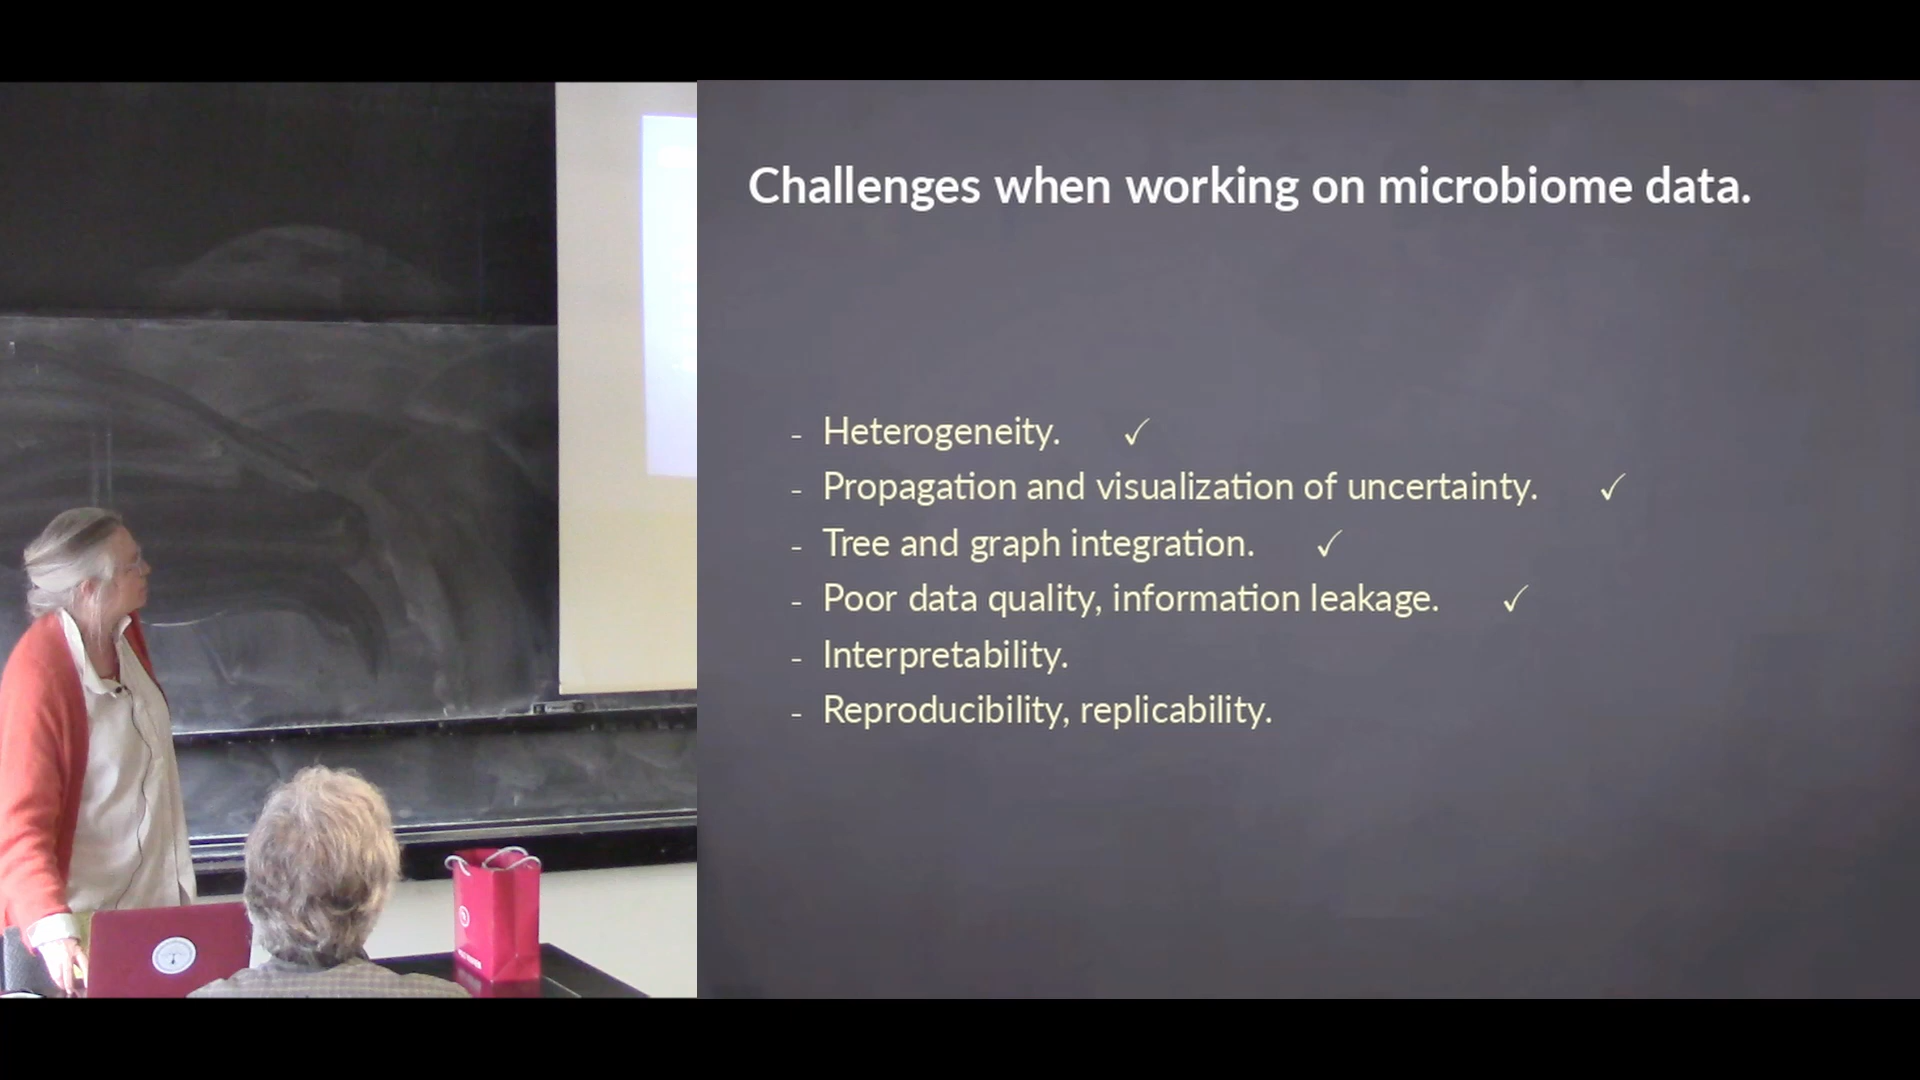 Challenges when working on microbiome data.
- Heterogeneity. ✓
- Propagation and visualization of uncertainty. ✓
- Tree and graph integration. ✓
- Poor data quality, information leakage. ✓
- Interpretability.
- Reproducibility, replicability.